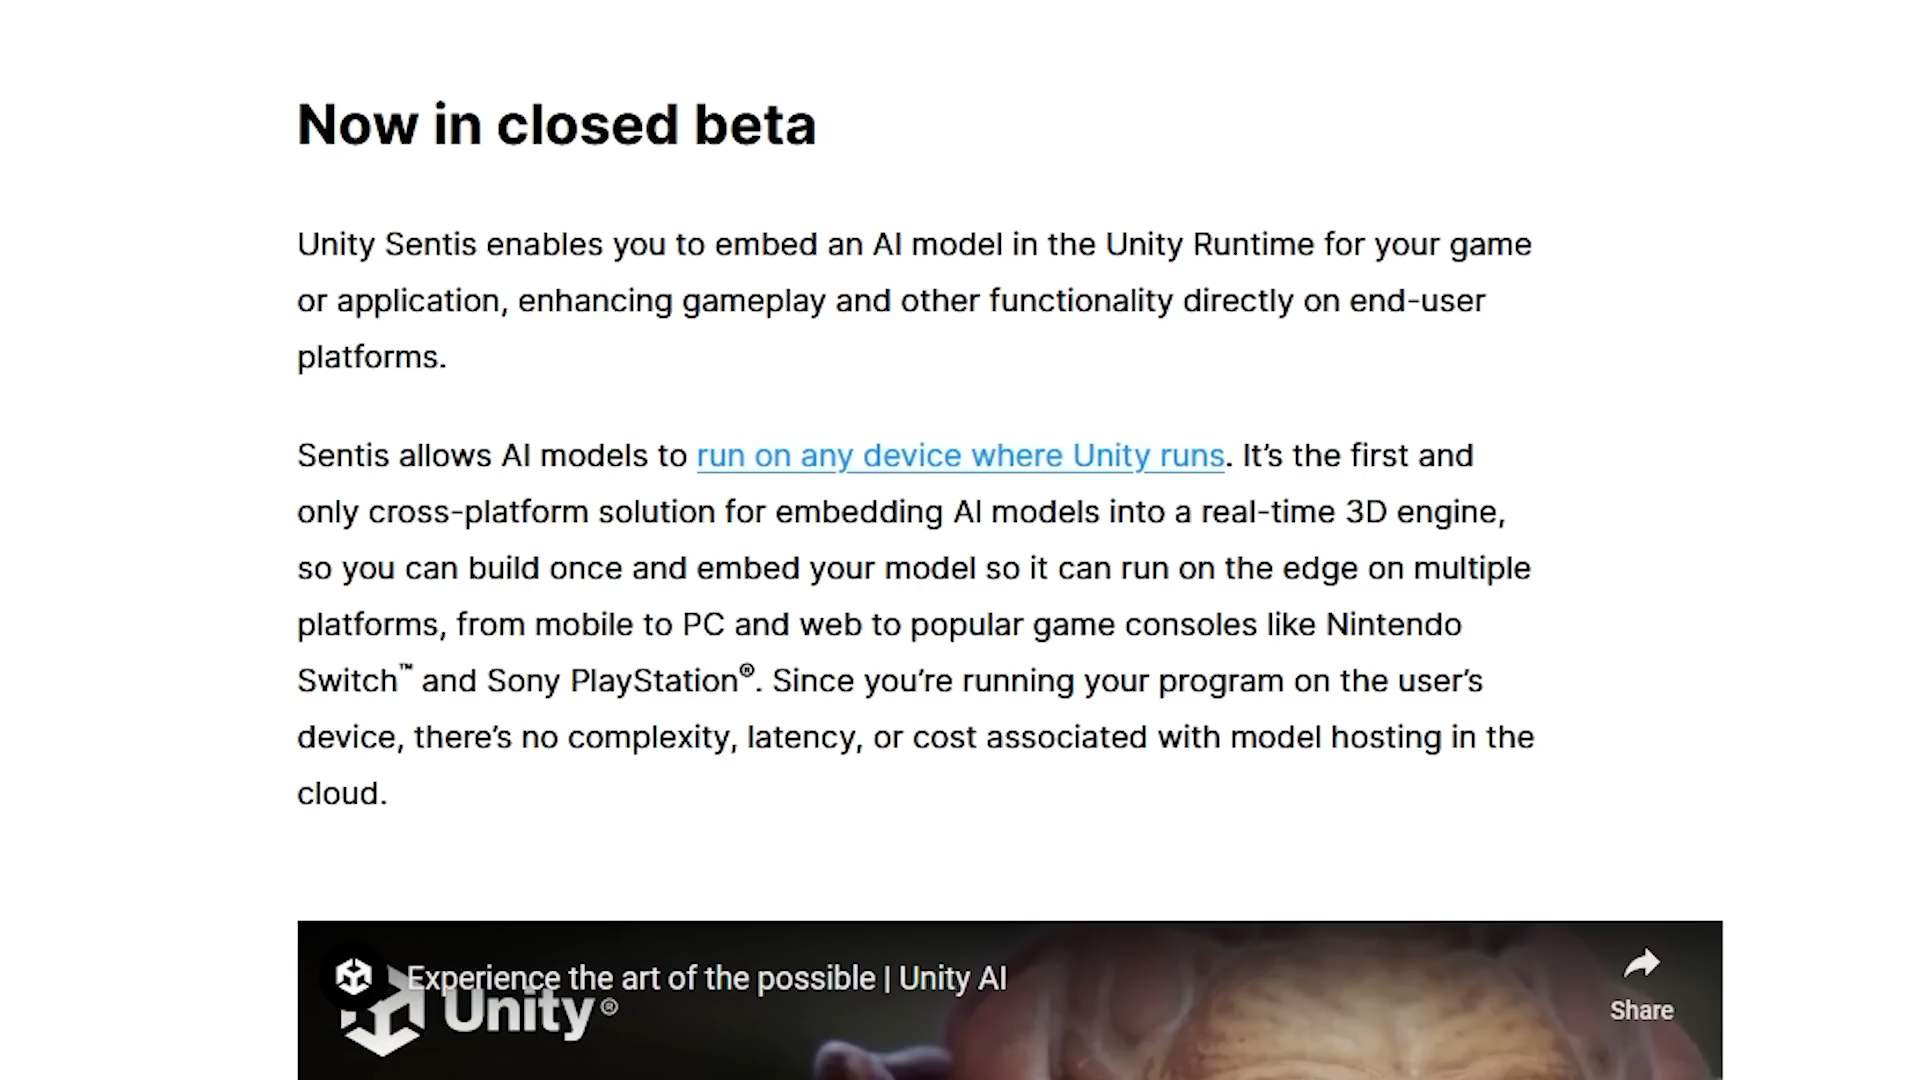 Now in closed beta
Unity Sentis enables you to embed an AI model in the Unity Runtime for your game
or application, enhancing gameplay and other functionality directly on end-user
platforms.
Sentis allows AI models to run on any device where Unity runs. It’s the first and
only cross-platform solution for embedding AI models into a real-time 3D engine,
so you can build once and embed your model so it can run on the edge on multiple
platforms, from mobile to PC and web to popular game consoles like Nintendo
Switch™ and Sony PlayStation®. Since you’re running your program on the user’s
device, there’s no complexity, latency, or cost associated with model hosting in the
cloud.
Experience the art of the possible | Unity AI
Unity®
Share